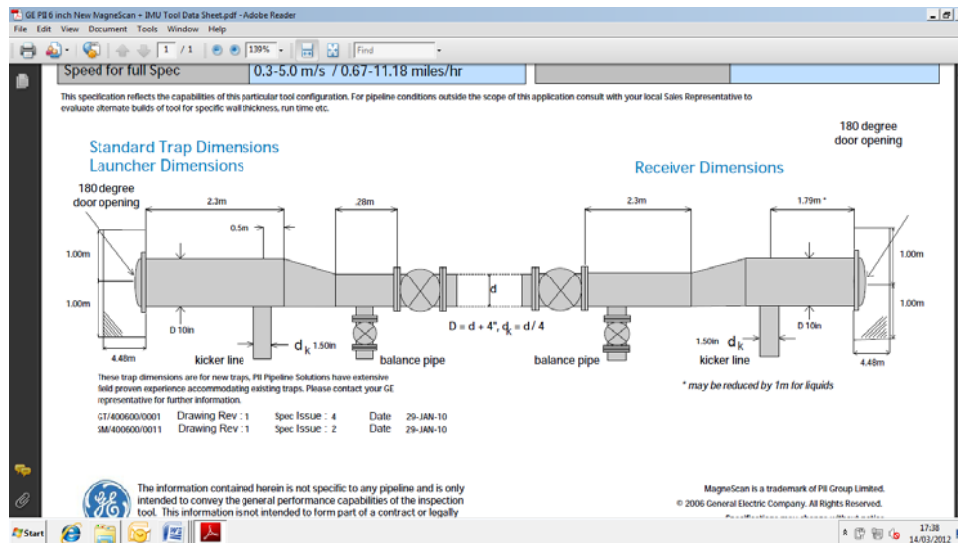 GE PII 6 inch New MagneScan + IMU Tool Data Sheet.pdf - Adobe Reader
File Edit View Document Tools Window Help
1 / 1 139% Find
Speed for full Spec 0.3-5.0 m/s / 0.67-11.18 miles/hr
This specification reflects the capabilities of this particular tool configuration. For pipeline conditions outside the scope of this application consult with your local Sales Representative to
evaluate alternate builds of tool for specific wall thickness, run time etc.
180 degree
door opening
Standard Trap Dimensions
Launcher Dimensions
Receiver Dimensions
180 degree
door opening
2.3m
.28m
2.3m
1.79m *
0.5m
1.00m
1.00m
1.00m
1.00m
d
D = d + 4", dk = d / 4
D 10in
D 10in
dk 1.50in
1.50in dk
4.48m
kicker line
balance pipe
balance pipe
kicker line
4.48m
These trap dimensions are for new traps, PII Pipeline Solutions have extensive
field proven experience accommodating existing traps. Please contact your GE
representative for further information.
* may be reduced by 1m for liquids
GT/400600/0001 Drawing Rev : 1 Spec Issue : 4 Date 29-JAN-10
SM/400600/0011 Drawing Rev : 1 Spec Issue : 2 Date 29-JAN-10
GE
The information contained herein is not specific to any pipeline and is only
intended to convey the general performance capabilities of the inspection
tool. This information is not intended to form part of a contract or legally
MagneScan is a trademark of PII Group Limited.
© 2006 General Electric Company. All Rights Reserved.
Specifications may change without notice
Start
17:38
14/03/2012